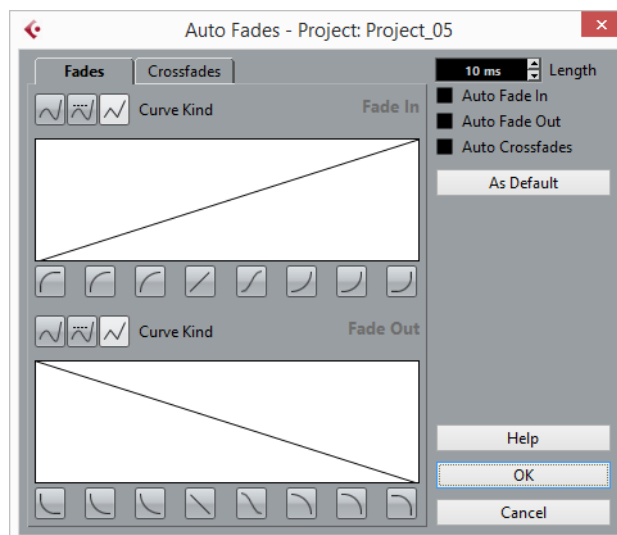 Auto Fades - Project: Project_05
Fades
Crossfades
10 ms
Length
Curve Kind
Fade In
Auto Fade In
Auto Fade Out
Auto Crossfades
As Default
Curve Kind
Fade Out
Help
OK
Cancel